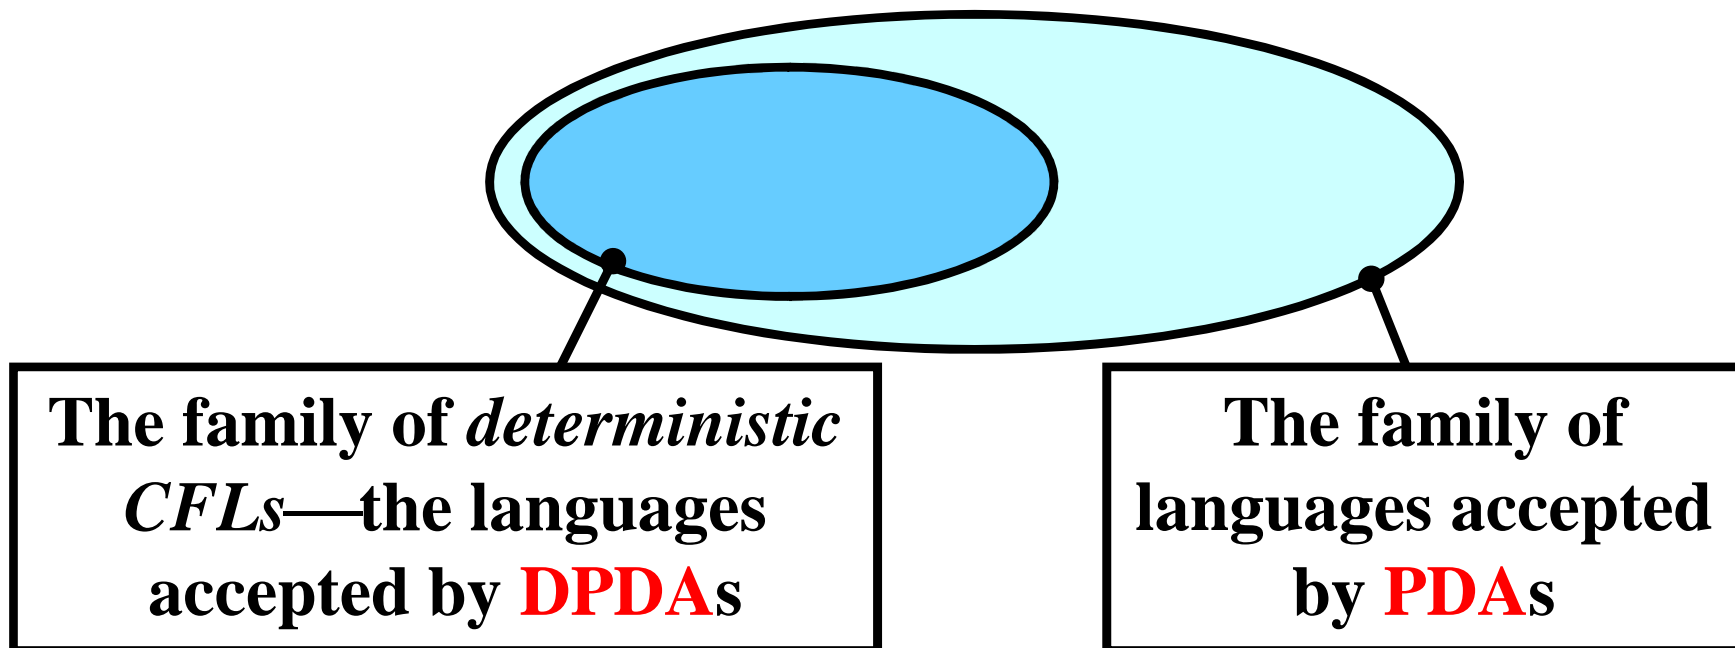 The family of deterministic
CFLs—the languages
accepted by DPDAs
The family of
languages accepted
by PDAs